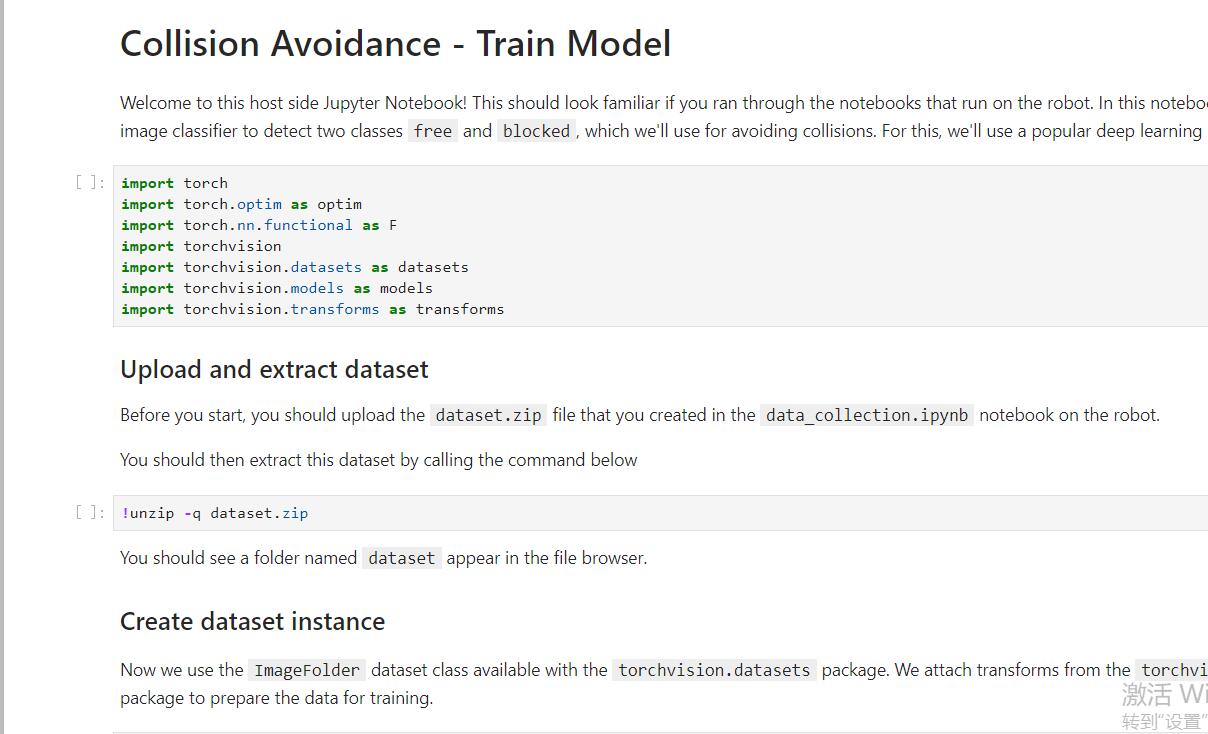 Collision Avoidance - Train Model
Welcome to this host side Jupyter Notebook! This should look familiar if you ran through the notebooks that run on the robot. In this notebo
image classifier to detect two classes free and blocked , which we'll use for avoiding collisions. For this, we'll use a popular deep learning
[ ]:
import torch
import torch.optim as optim
import torch.nn.functional as F
import torchvision
import torchvision.datasets as datasets
import torchvision.models as models
import torchvision.transforms as transforms
Upload and extract dataset
Before you start, you should upload the dataset.zip file that you created in the data_collection.ipynb notebook on the robot.
You should then extract this dataset by calling the command below
[ ]:
!unzip -q dataset.zip
You should see a folder named dataset appear in the file browser.
Create dataset instance
Now we use the ImageFolder dataset class available with the torchvision.datasets package. We attach transforms from the torchvi
package to prepare the data for training.
激活 Wi
转到"设置"